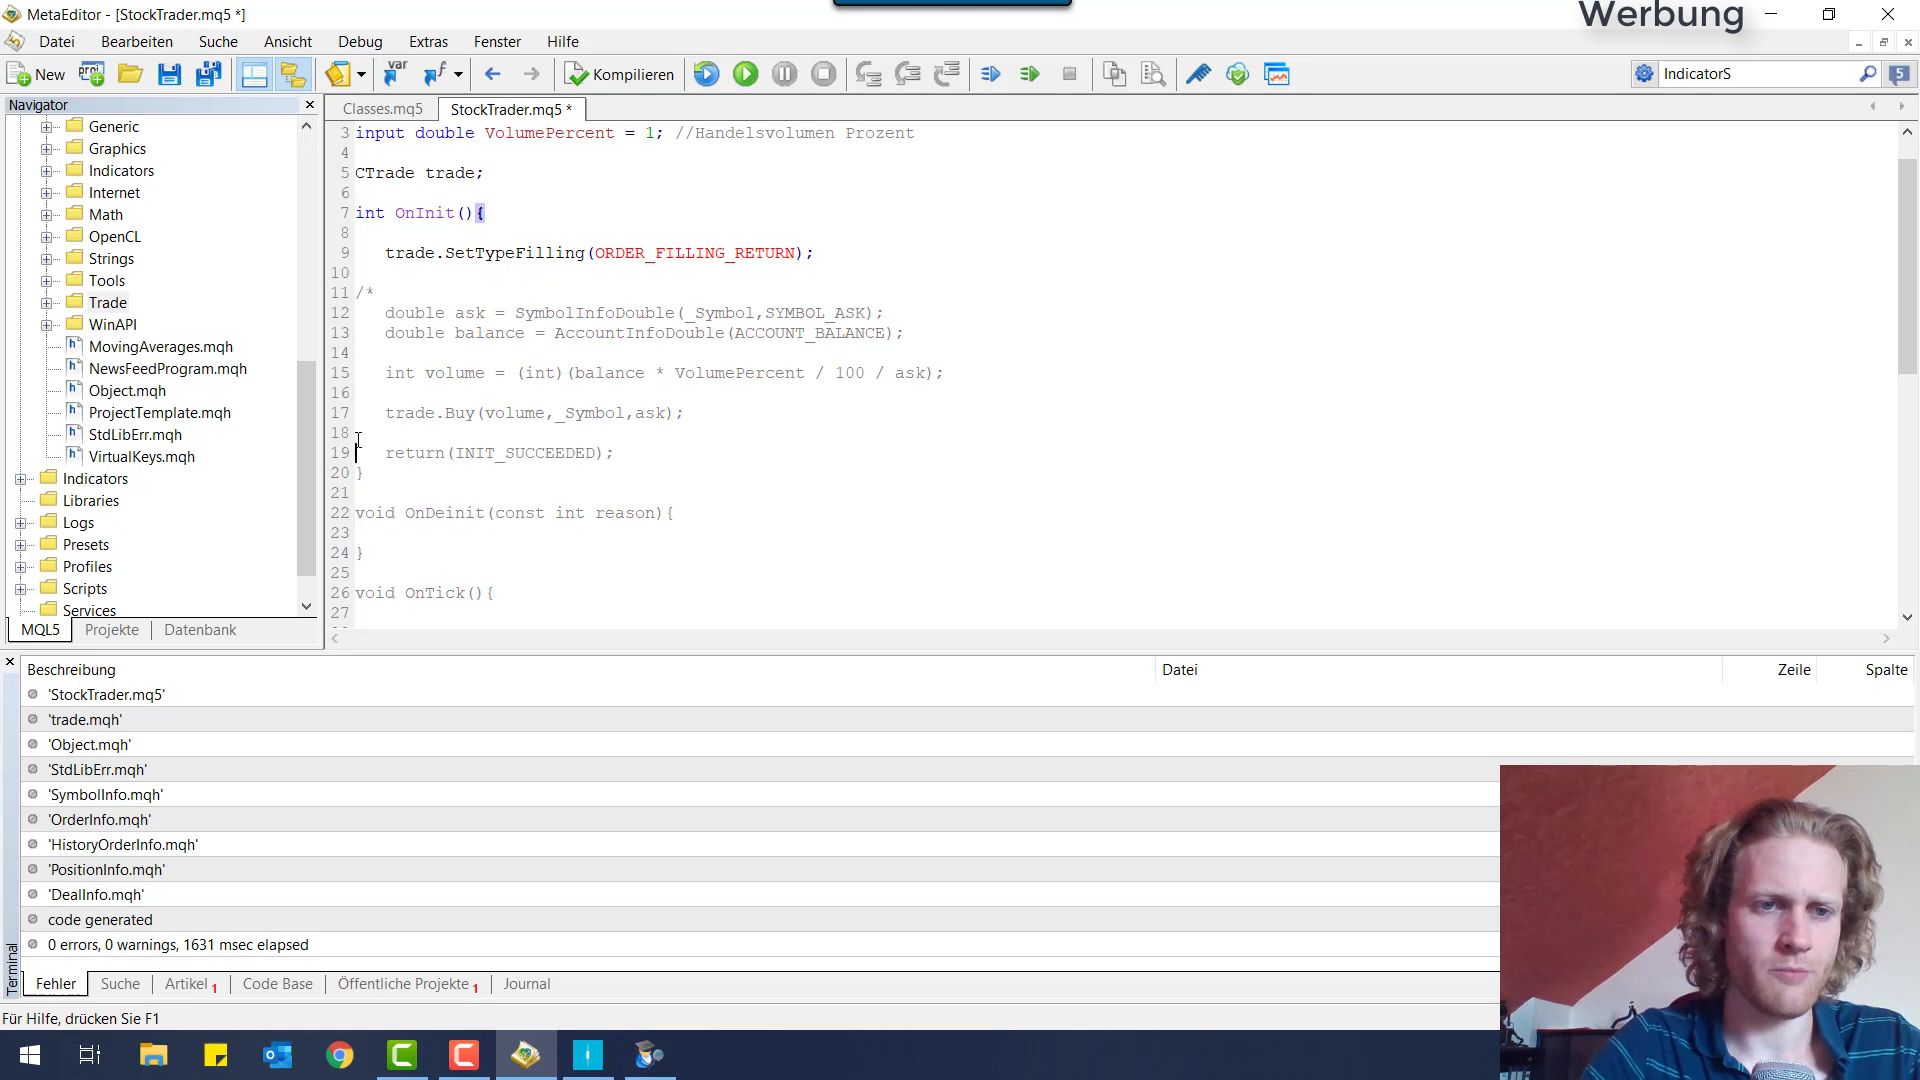 MetaEditor - [StockTrader.mq5 *]
Werbung
Datei Bearbeiten Suche Ansicht Debug Extras Fenster Hilfe
New var Kompilieren IndicatorS 5
Navigator
Generic
Graphics
Indicators
Internet
Math
OpenCL
Strings
Tools
Trade
WinAPI
MovingAverages.mqh
NewsFeedProgram.mqh
Object.mqh
ProjectTemplate.mqh
StdLibErr.mqh
VirtualKeys.mqh
Indicators
Libraries
Logs
Presets
Profiles
Scripts
Services
MQL5 Projekte Datenbank
Classes.mq5 StockTrader.mq5 *
3 input double VolumePercent = 1; //Handelsvolumen Prozent
4
5 CTrade trade;
6
7 int OnInit(){
8
9 trade.SetTypeFilling(ORDER_FILLING_RETURN);
10
11 /*
12 double ask = SymbolInfoDouble(_Symbol,SYMBOL_ASK);
13 double balance = AccountInfoDouble(ACCOUNT_BALANCE);
14
15 int volume = (int)(balance * VolumePercent / 100 / ask);
16
17 trade.Buy(volume,_Symbol,ask);
18
19 return(INIT_SUCCEEDED);
20 }
21
22 void OnDeinit(const int reason){
23
24 }
25
26 void OnTick(){
27
Beschreibung Datei Zeile Spalte
'StockTrader.mq5'
'trade.mqh'
'Object.mqh'
'StdLibErr.mqh'
'SymbolInfo.mqh'
'OrderInfo.mqh'
'HistoryOrderInfo.mqh'
'PositionInfo.mqh'
'DealInfo.mqh'
code generated
0 errors, 0 warnings, 1631 msec elapsed
Terminal
Fehler Suche Artikel 1 Code Base Öffentliche Projekte 1 Journal
Für Hilfe, drücken Sie F1